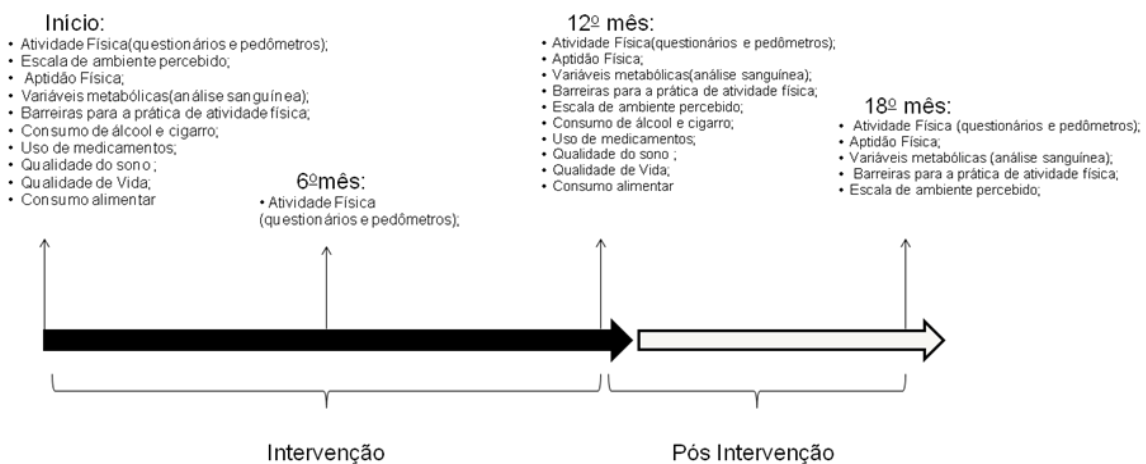 Início:
• Atividade Física(questionários e pedômetros);
• Escala de ambiente percebido;
• Aptidão Física;
• Variáveis metabólicas(análise sanguínea);
• Barreiras para a prática de atividade física;
• Consumo de álcool e cigarro;
• Uso de medicamentos;
• Qualidade do sono ;
• Qualidade de Vida;
• Consumo alimentar
6º mês:
• Atividade Física
(questionários e pedômetros);
12º mês:
• Atividade Física(questionários e pedômetros);
• Aptidão Física;
• Variáveis metabólicas(análise sanguínea);
• Barreiras para a prática de atividade física;
• Escala de ambiente percebido;
• Consumo de álcool e cigarro;
• Uso de medicamentos;
• Qualidade do sono ;
• Qualidade de Vida;
• Consumo alimentar
18º mês:
• Atividade Física (questionários e pedômetros);
• Aptidão Física;
• Variáveis metabólicas (análise sanguínea);
• Barreiras para a prática de atividade física;
• Escala de ambiente percebido;
Intervenção
Pós Intervenção